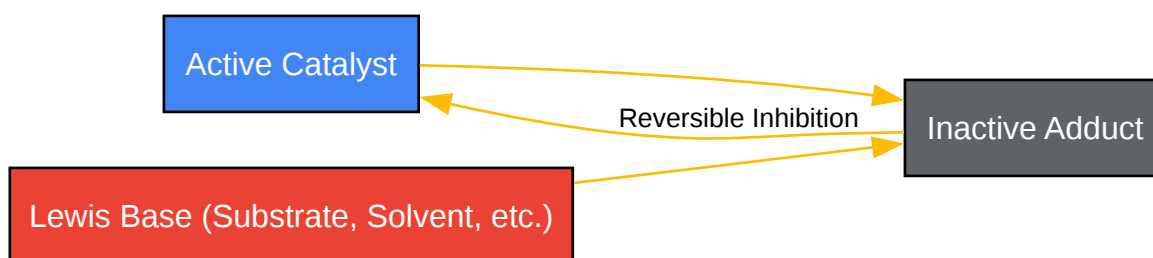 Active Catalyst
Reversible Inhibition
Inactive Adduct
Lewis Base (Substrate, Solvent, etc.)